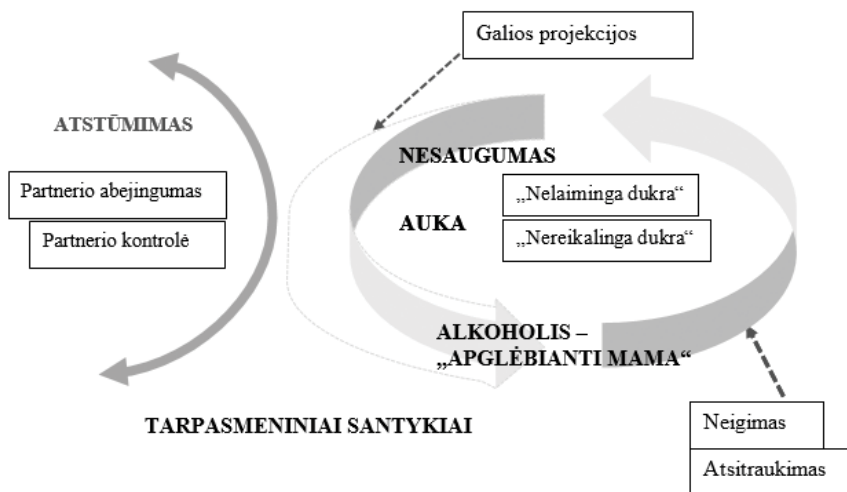 Galios projekcijos
ATSTŪMIMAS
Partnerio abejingumas
Partnerio kontrolė
NESAUGUMAS
AUKA
„Nelaiminga dukra“
„Nereikalinga dukra“
ALKOHOLIS –
„APGLĖBIANTI MAMA“
TARPASMENINIAI SANTYKIAI
Neigimas
Atsitraukimas